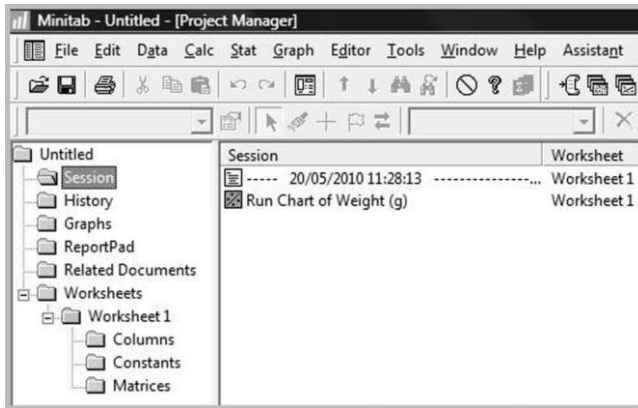 Minitab - Untitled - [Project Manager]
File Edit Data Calc Stat Graph Editor Tools Window Help Assistant
Untitled
Session
History
Graphs
ReportPad
Related Documents
Worksheets
Worksheet 1
Columns
Constants
Matrices
Session Worksheet
----- 20/05/2010 11:28:13 ---------------... Worksheet 1
Run Chart of Weight (g) Worksheet 1